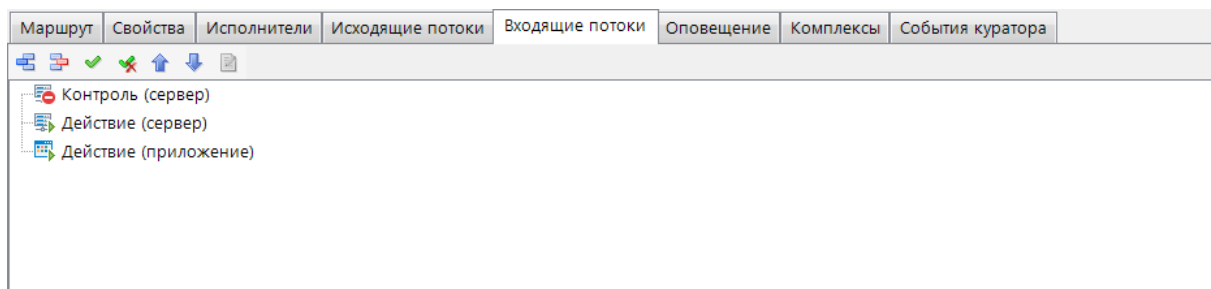 Маршрут Свойства Исполнители Исходящие потоки Входящие потоки Оповещение Комплексы События куратора
Контроль (сервер)
Действие (сервер)
Действие (приложение)